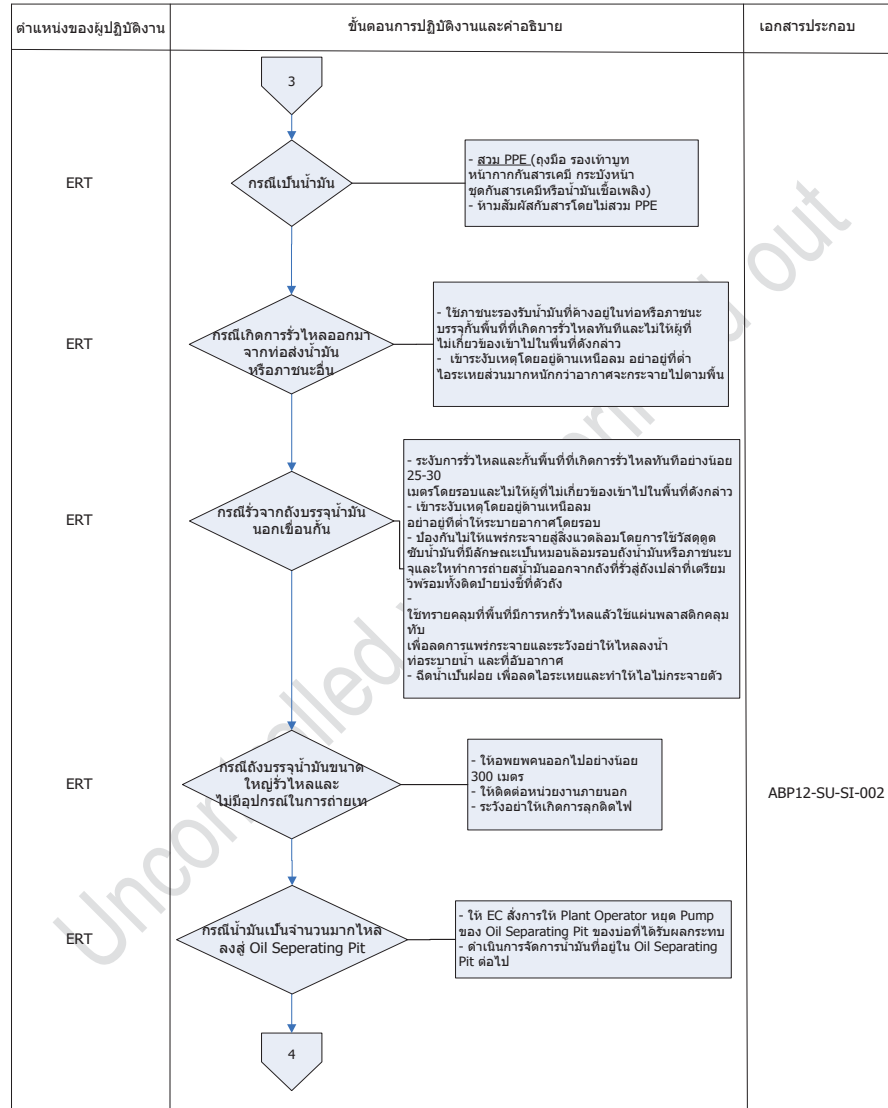 ตำแหน่งของผู้ปฏิบัติงาน
ขั้นตอนการปฏิบัติงานและคำอธิบาย
เอกสารประกอบ
3
ERT
กรณีเป็นน้ำมัน
- สวม PPE (ถุงมือ รองเท้าบูท
หน้ากากกันสารเคมี กระบังหน้า
ชุดกันสารเคมีหรือน้ำมันเชื้อเพลิง)
- ห้ามสัมผัสกับสารโดยไม่สวม PPE
ERT
กรณีเกิดการรั่วไหลออกมา
จากท่อส่งน้ำมัน
หรือภาชนะอื่น
- ใช้ภาชนะรองรับน้ำมันที่ค้างอยู่ในท่อหรือภาชนะ
บรรจุกั้นพื้นที่ที่เกิดการรั่วไหลทันทีและไม่ให้ผู้ที่
ไม่เกี่ยวข้องเข้าไปในพื้นที่ดังกล่าว
- เข้าระงับเหตุโดยอยู่ด้านเหนือลม อย่าอยู่ที่ต่ำ
ไอระเหยส่วนมากหนักกว่าอากาศจะกระจายไปตามพื้น
ERT
กรณีรั่วจากถังบรรจุน้ำมัน
นอกเขื่อนกั้น
- ระงับการรั่วไหลและกั้นพื้นที่ที่เกิดการรั่วไหลทันทีอย่างน้อย
25-30
เมตรโดยรอบและไม่ให้ผู้ที่ไม่เกี่ยวข้องเข้าไปในพื้นที่ดังกล่าว
- เข้าระงับเหตุโดยอยู่ด้านเหนือลม
อย่าอยู่ที่ต่ำให้ระบายอากาศโดยรอบ
- ป้องกันไม่ให้แพร่กระจายสู่สิ่งแวดล้อมโดยการใช้วัสดุดูด
ซับน้ำมันที่มีลักษณะเป็นหมอนล้อมรอบถังน้ำมันหรือภาชนะบ
จุและใหทำการถ่ายสน้ำมันออกจากถังที่รั่วสู่ถังเปล่าที่เตรียม
ว้พร้อมทั้งติดป้ายบ่งชี้ที่ตัวถัง
-
ใช้ทรายคลุมที่พื้นที่มีการหกรั่วไหลแล้วใช้แผ่นพลาสติกคลุม
ทับ
เพื่อลดการแพร่กระจายและระวังอย่าให้ไหลลงน้ำ
ท่อระบายน้ำ และที่อับอากาศ
- ฉีดน้ำเป็นฝอย เพื่อลดไอระเหยและทำให้ไอไม่กระจายตัว
ERT
กรณีถังบรรจุน้ำมันขนาด
ใหญ่รั่วไหลและ
ไม่มีอุปกรณ์ในการถ่ายเท
- ให้อพยพคนออกไปอย่างน้อย
300 เมตร
- ให้ติดต่อหน่วยงานภายนอก
- ระวังอย่าให้เกิดการลุกติดไฟ
ABP12-SU-SI-002
ERT
กรณีน้ำมันเป็นจำนวนมากไหล
ลงสู่ Oil Seperating Pit
- ให้ EC สั่งการให้ Plant Operator หยุด Pump
ของ Oil Separating Pit ของบ่อที่ได้รับผลกระทบ
- ดำเนินการจัดการน้ำมันที่อยู่ใน Oil Separating
Pit ต่อไป
4